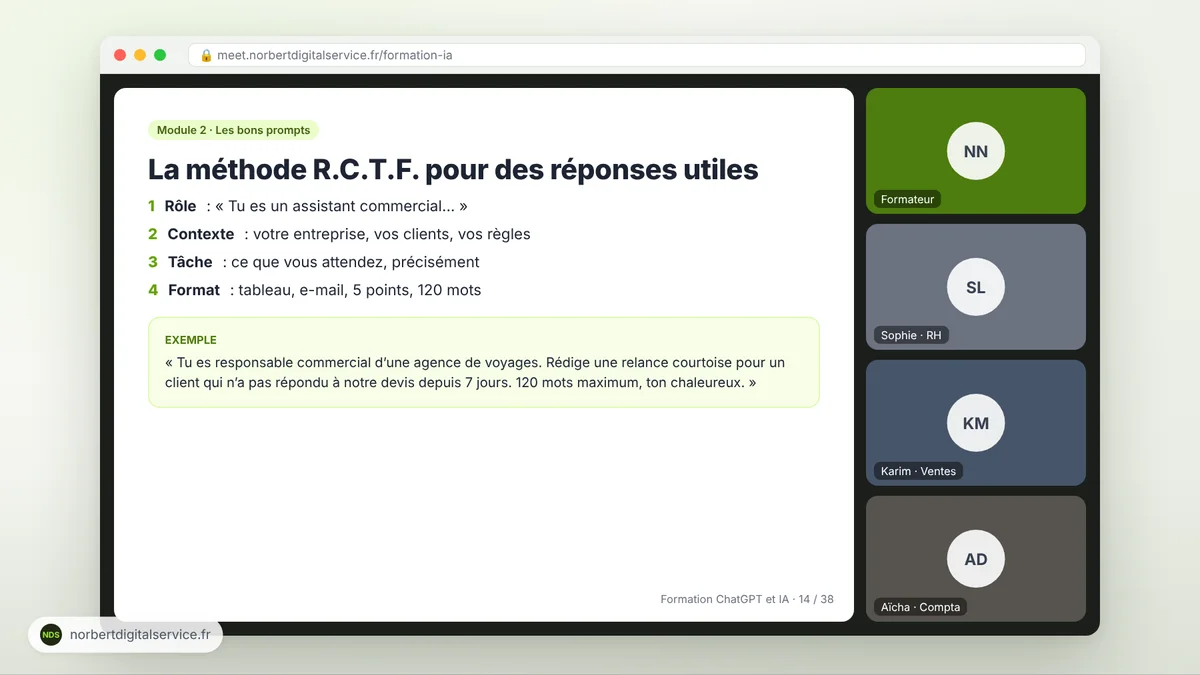 meet.norbertdigitalservice.fr/formation-ia
Module 2 · Les bons prompts
La méthode R.C.T.F. pour des réponses utiles
1 Rôle : « Tu es un assistant commercial… »
2 Contexte : votre entreprise, vos clients, vos règles
3 Tâche : ce que vous attendez, précisément
4 Format : tableau, e-mail, 5 points, 120 mots
EXEMPLE
« Tu es responsable commercial d’une agence de voyages. Rédige une relance courtoise pour un
client qui n’a pas répondu à notre devis depuis 7 jours. 120 mots maximum, ton chaleureux. »
Formation ChatGPT et IA · 14 / 38
NN
Formateur
SL
Sophie · RH
KM
Karim · Ventes
AD
Aïcha · Compta
NDS norbertdigitalservice.fr